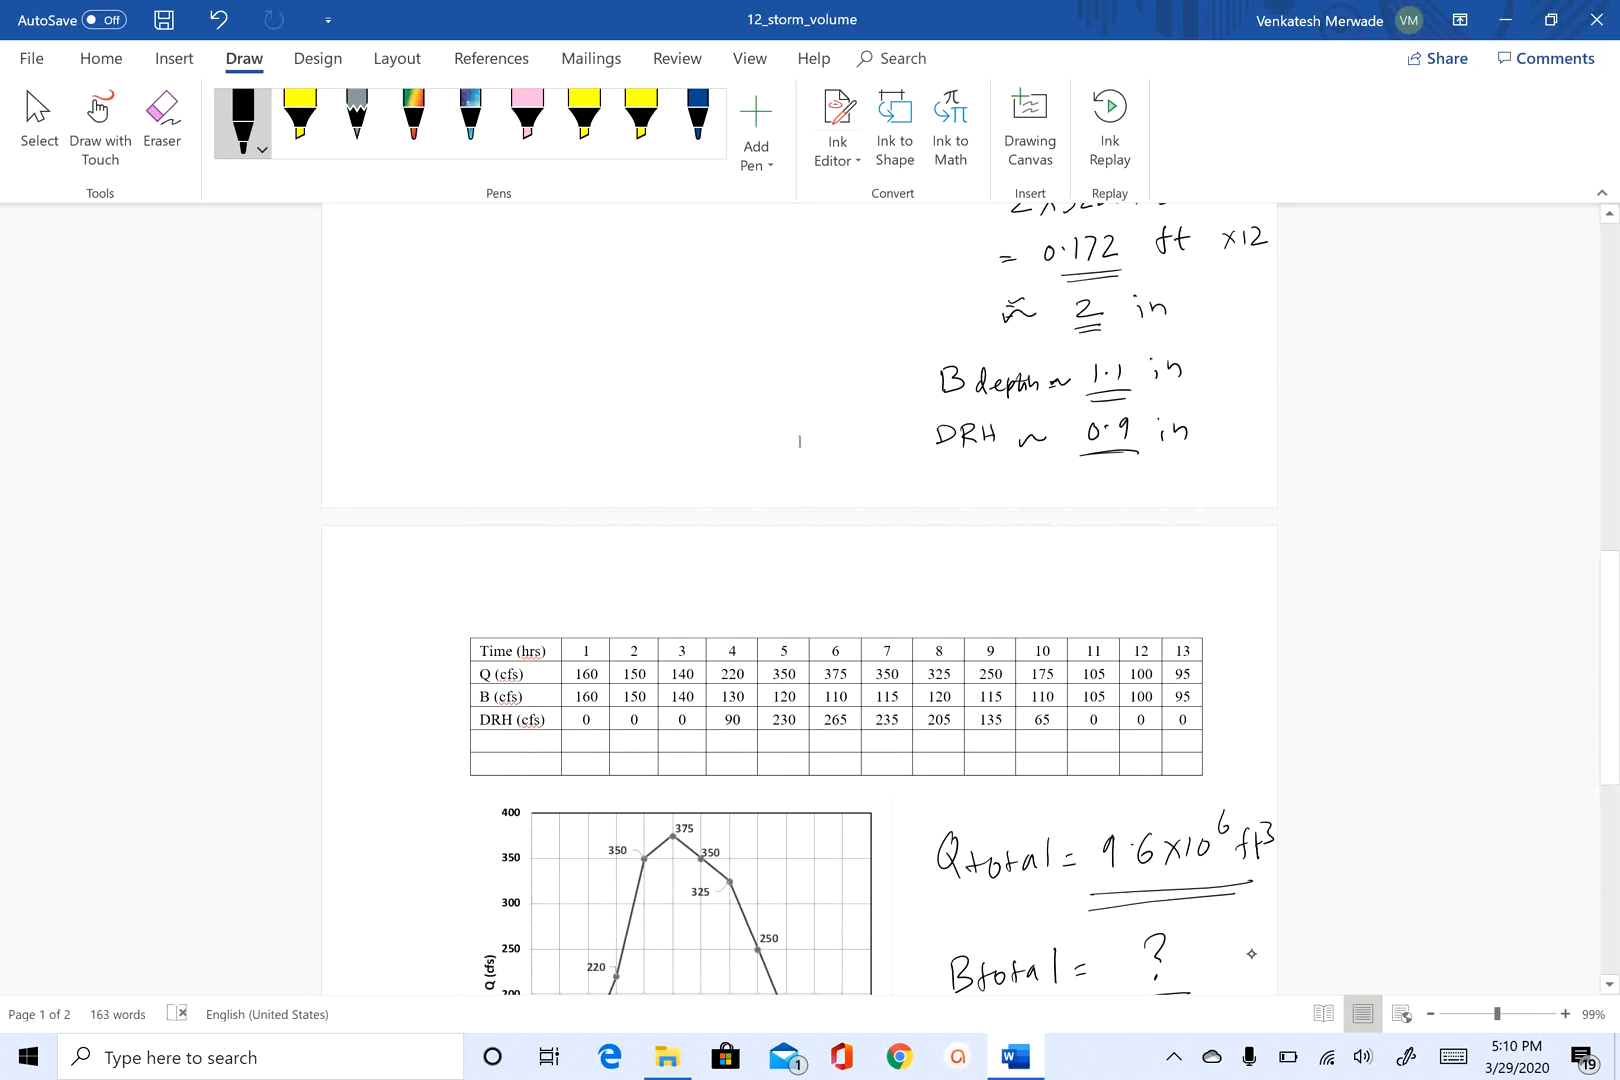 AutoSave Off 12_storm_volume Venkatesh Merwade VM
File Home Insert Draw Design Layout References Mailings Review View Help Search Share Comments
Select Draw with Touch Eraser Add Pen Ink Editor Ink to Shape Ink to Math Drawing Canvas Ink Replay
Tools Pens Convert Insert Replay
= 0.172 ft ×12
≈ 2 in
B depth ≈ 1.1 in
DRH ~ 0.9 in
1
Time (hrs) 1 2 3 4 5 6 7 8 9 10 11 12 13
Q (cfs) 160 150 140 220 350 375 350 325 250 175 105 100 95
B (cfs) 160 150 140 130 120 110 115 120 115 110 105 100 95
DRH (cfs) 0 0 0 90 230 265 235 205 135 65 0 0 0
400
375
350 350 350
325
300
250 250
220
Q (cfs)
200
Qtotal = 9.6×10⁶ ft³
Btotal = ?
Page 1 of 2 163 words English (United States) 99%
Type here to search 1 5:10 PM
3/29/2020 19